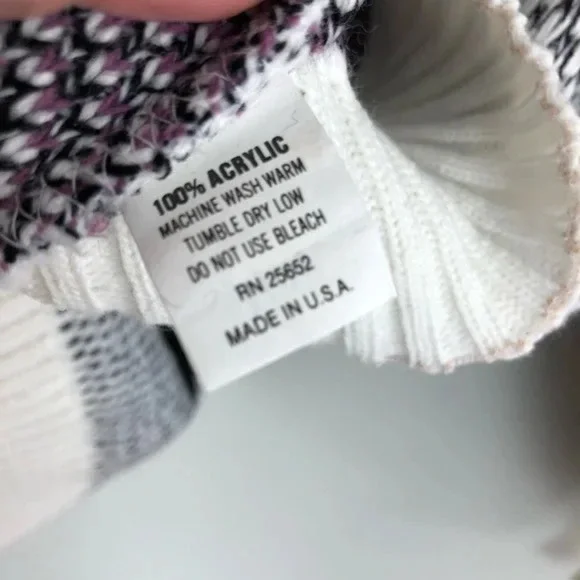 100% ACRYLIC
MACHINE WASH WARM
TUMBLE DRY LOW
DO NOT USE BLEACH
RN 25652
MADE IN U.S.A.